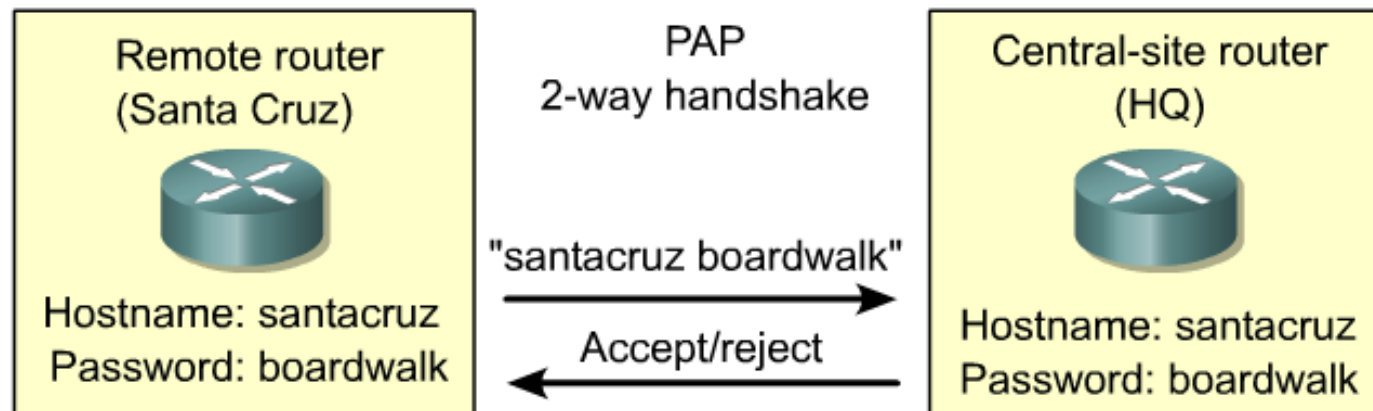 Remote router
(Santa Cruz)
Hostname: santacruz
Password: boardwalk
PAP
2-way handshake
"santacruz boardwalk"
Accept/reject
Central-site router
(HQ)
Hostname: santacruz
Password: boardwalk